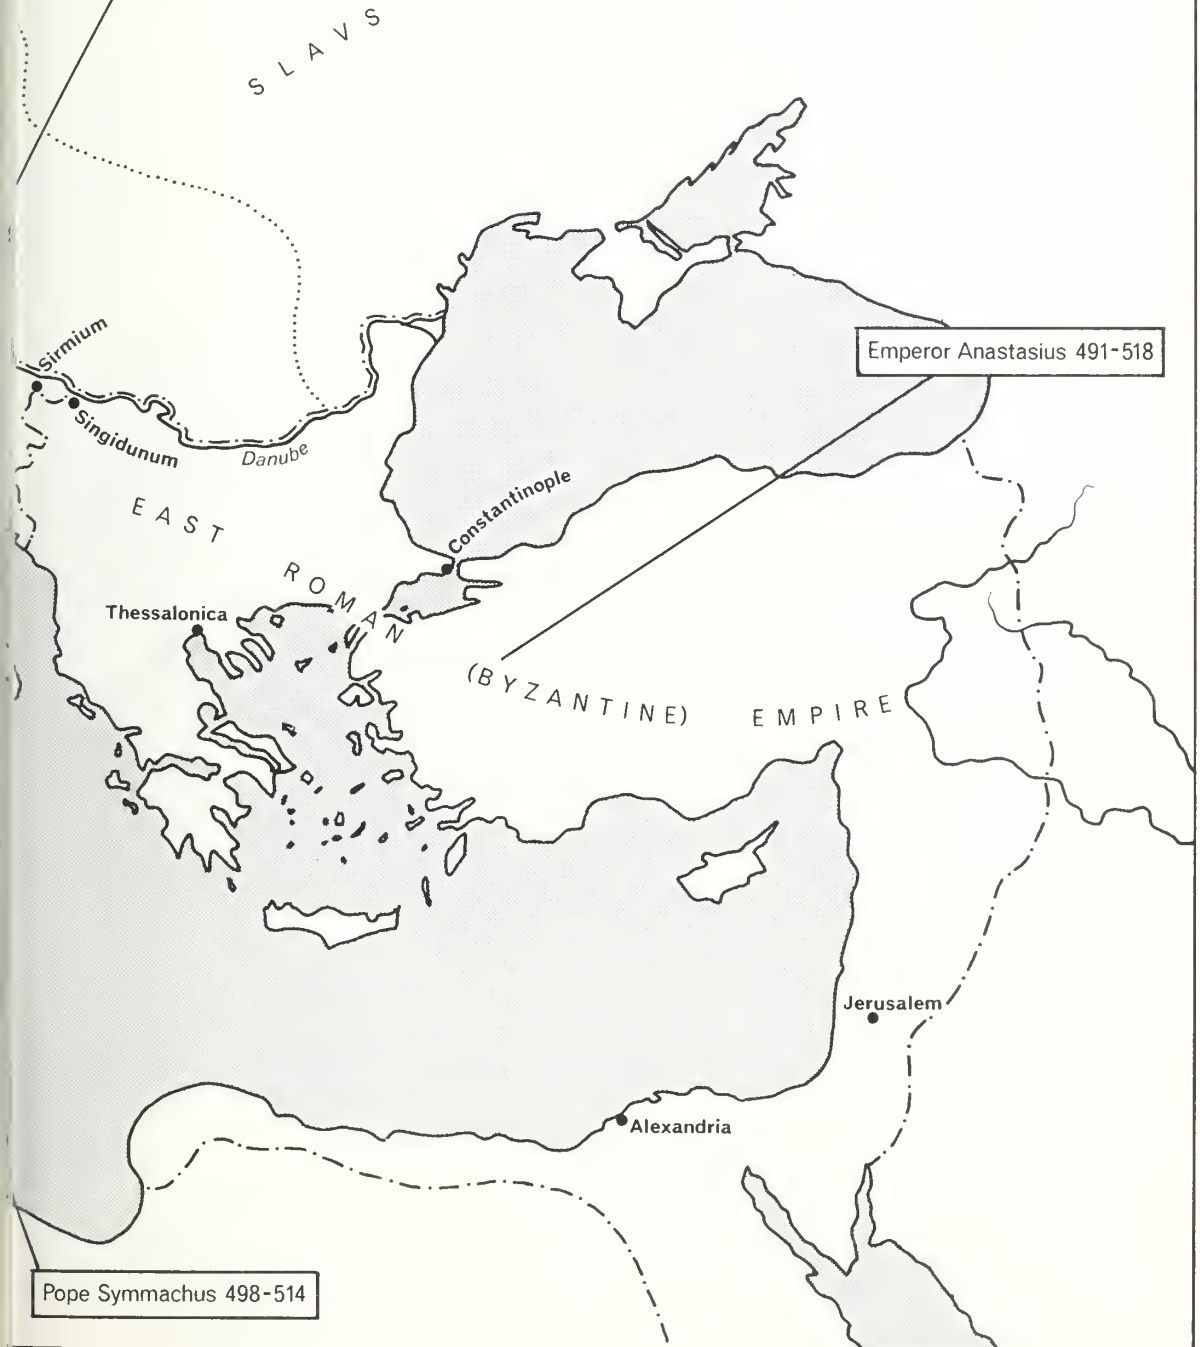 SLAVS
Emperor Anastasius 491-518
Sirmium
Singidunum
Danube
Constantinople
EAST
ROMAN
Thessalonica
(BYZANTINE) EMPIRE
Jerusalem
Alexandria
Pope Symmachus 498-514